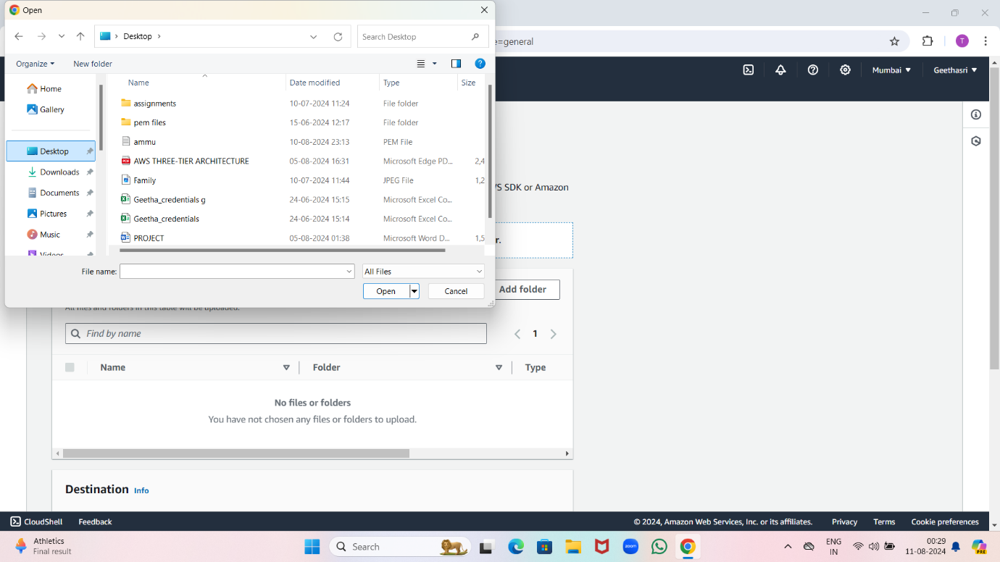 Open
Desktop
Search Desktop
=general
Organize
New folder
Mumbai
Geethasri
Name
Date modified
Type
Size
Home
Gallery
Desktop
Downloads
Documents
Pictures
Music
Videos
assignments 10-07-2024 11:24 File folder
pem files 15-06-2024 12:17 File folder
ammu 10-08-2024 23:13 PEM File
AWS THREE-TIER ARCHITECTURE 05-08-2024 16:31 Microsoft Edge PD... 2,4
Family 10-07-2024 11:44 JPEG File 1,2
Geetha_credentials g 24-06-2024 15:15 Microsoft Excel Co...
Geetha_credentials 24-06-2024 15:14 Microsoft Excel Co...
PROJECT 05-08-2024 01:38 Microsoft Word D... 1,5
'S SDK or Amazon
r.
File name:
All Files
Open
Cancel
Add folder
All files and folders in this table will be uploaded.
Find by name
1
Name
Folder
Type
No files or folders
You have not chosen any files or folders to upload.
Destination Info
CloudShell
Feedback
© 2024, Amazon Web Services, Inc. or its affiliates.
Privacy
Terms
Cookie preferences
Athletics
Final result
Search
zoom
ENG
IN
00:29
11-08-2024
PRE
T
PDF